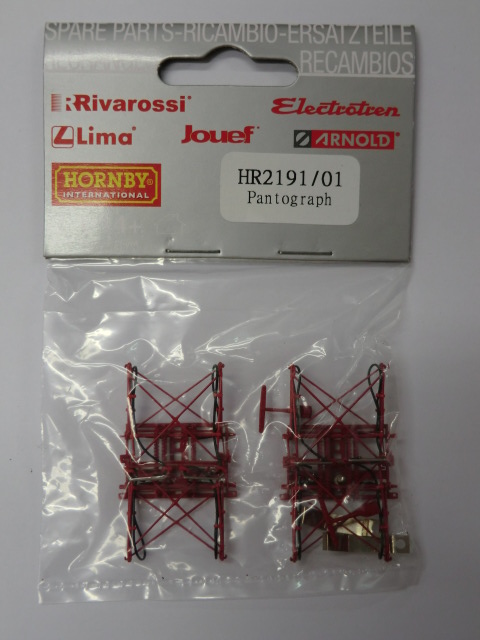 SPARE PARTS-RICAMBIO-ERSATZTEILE
RECAMBIOS
Rivarossi
Electrotren
Lima
Jouef
ARNOLD
HORNBY
INTERNATIONAL
HR2191/01
Pantograph